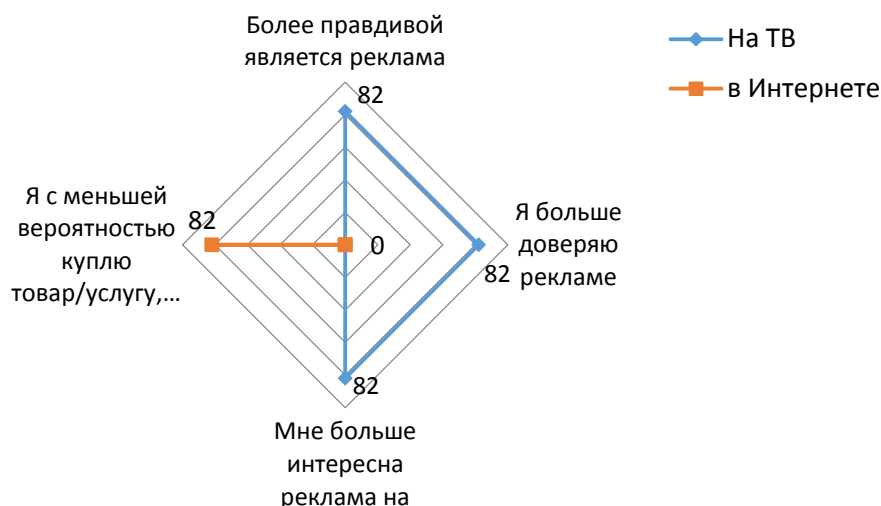 Более правдивой
является реклама
82
На ТВ
в Интернете
Я с меньшей
вероятностью
куплю
товар/услугу,...
82
0
Я больше
доверяю
рекламе
82
82
Мне больше
интересна
реклама на